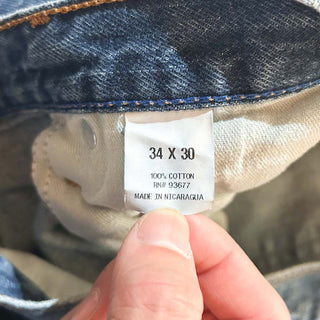 34 X 30
100% COTTON
RN# 93677
MADE IN NICARAGUA